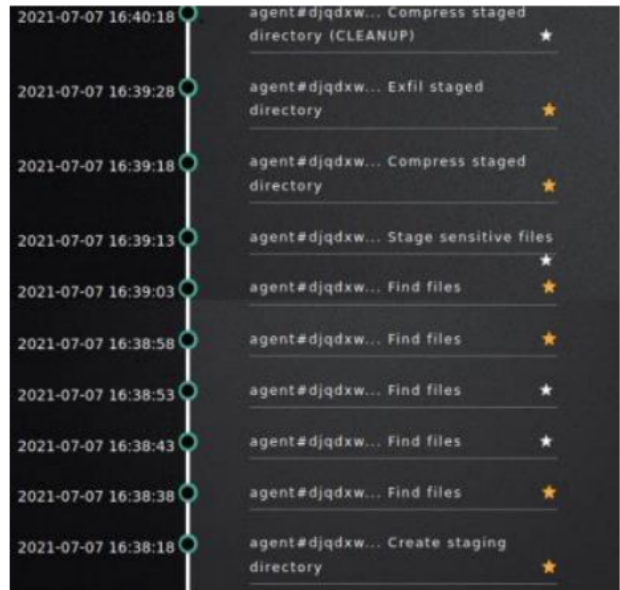 2021-07-07 16:40:18
agent#djqdxw... Compress staged
directory (CLEANUP)
2021-07-07 16:39:28
agent#djqdxw... Exfil staged
directory
2021-07-07 16:39:18
agent#djqdxw... Compress staged
directory
2021-07-07 16:39:13
agent#djqdxw... Stage sensitive files
2021-07-07 16:39:03
agent#djqdxw... Find files
2021-07-07 16:38:58
agent#djqdxw... Find files
2021-07-07 16:38:53
agent#djqdxw... Find files
2021-07-07 16:38:43
agent#djqdxw... Find files
2021-07-07 16:38:38
agent#djqdxw... Find files
2021-07-07 16:38:18
agent#djqdxw... Create staging
directory